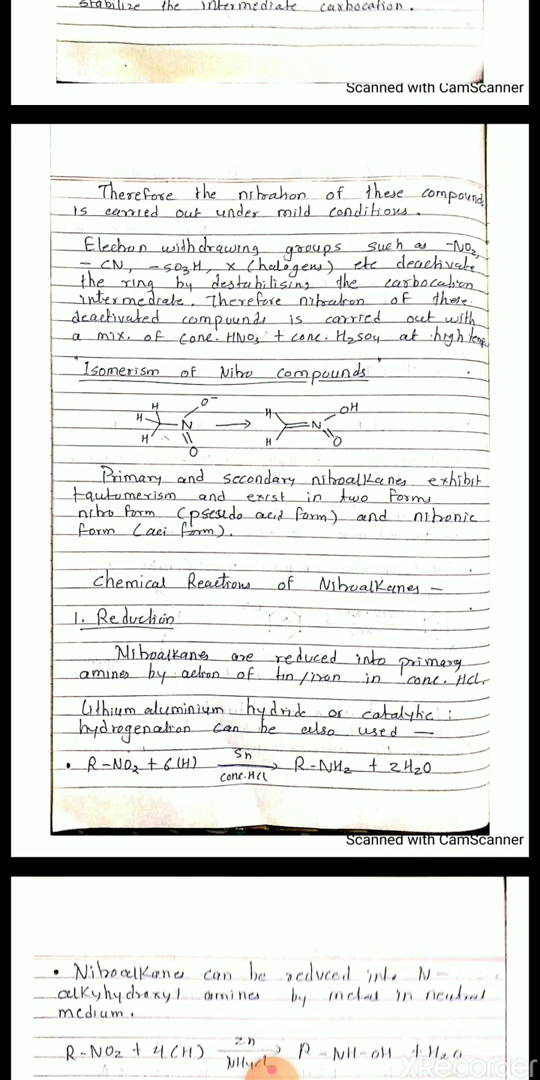 stabilize the intermediate carbocation.
Scanned with CamScanner
Therefore the nitration of these compounds
is carried out under mild conditions.
Electron withdrawing groups such as -NO2,
- CN, -SO3H, X (halogens) etc deactivate
the ring by destabilising the carbocation
intermediate. Therefore nitration of these
deactivated compounds is carried out with
a mix. of conc. HNO3 + conc. H2SO4 at high temp
"Isomerism of Nitro compounds"
H H H N O- O → H H N OH O
Primary and secondary nitroalkanes exhibit
tautomerism and exist in two forms
nitro form (pseudo acid form) and nitronic
form (aci form).
Chemical Reactions of Nitroalkanes -
1. Reduction
Nitroalkanes are reduced into primary
amines by action of tin/iron in conc. HCl.
Lithium aluminium hydride or catalytic :
hydrogenation can be also used -
• R-NO2 + 6(H) Sn conc.HCl → R-NH2 + 2H2O
Scanned with CamScanner
• Nitroalkanes can be reduced into N-
alkyhydroxyl amines by metal in neutral
medium.
R-NO2 + 4(H) Zn NH4Cl → R-NH-OH + H2O
XRecorder